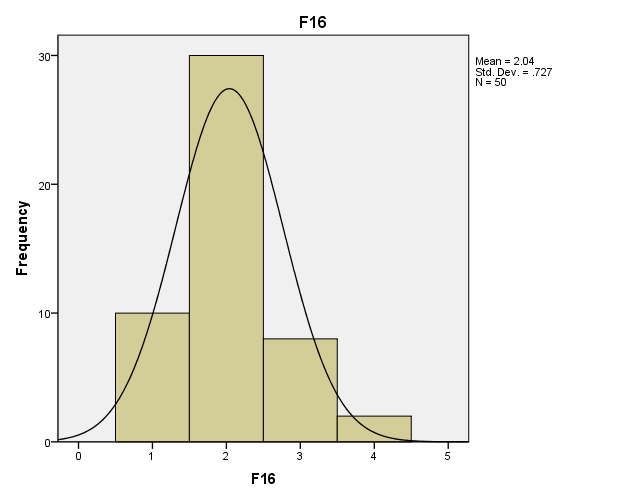 F16
Mean = 2.04
Std. Dev. = .727
N = 50
30
20
10
0
Frequency
0 1 2 3 4 5
F16